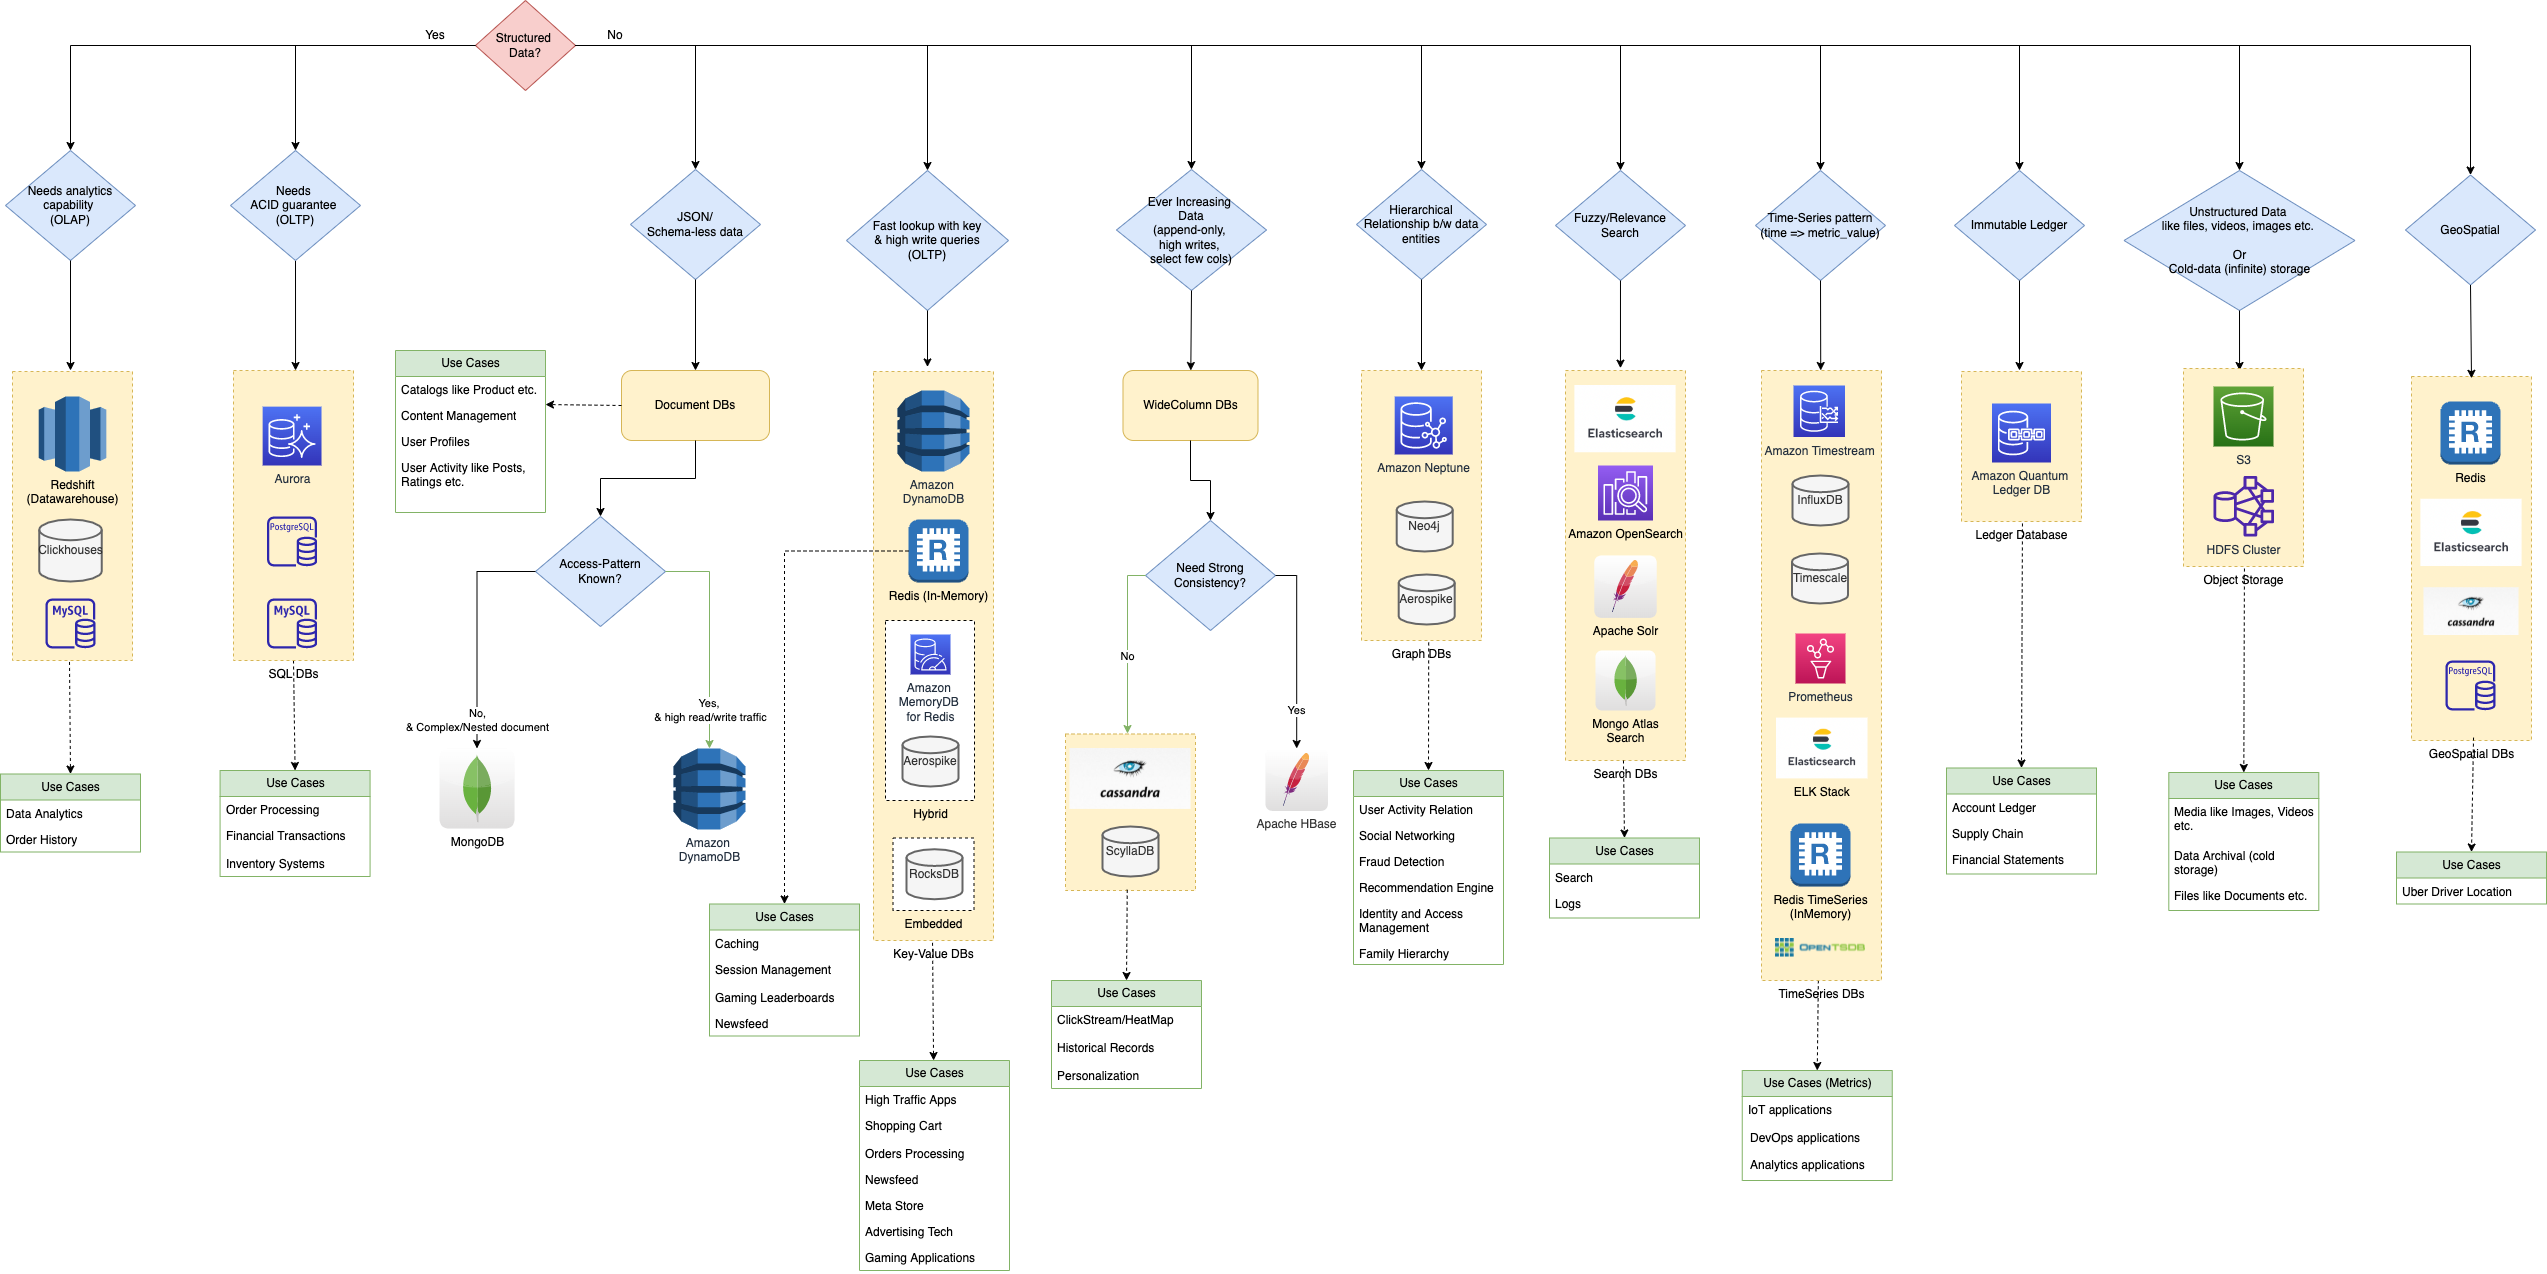 Yes
Structured
Data?
No
Needs analytics
capability
(OLAP)
Needs
ACID guarantee
(OLTP)
JSON/
Schema-less data
Fast lookup with key
& high write queries
(OLTP)
Ever Increasing
Data
(append-only,
high writes,
select few cols)
Hierarchical
Relationship b/w data
entities
Fuzzy/Relevance
Search
Time-Series pattern
(time => metric_value)
Immutable Ledger
Unstructured Data
like files, videos, images etc.
Or
Cold-data (infinite) storage
GeoSpatial
Redshift
(Datawarehouse)
Clickhouses
MySQL
Use Cases
Data Analytics
Order History
Aurora
PostgreSQL
MySQL
SQL DBs
Use Cases
Order Processing
Financial Transactions
Inventory Systems
Use Cases
Catalogs like Product etc.
Content Management
User Profiles
User Activity like Posts,
Ratings etc.
Document DBs
Access-Pattern
Known?
No,
& Complex/Nested document
Yes,
& high read/write traffic
MongoDB
Amazon
DynamoDB
Amazon
DynamoDB
R
Redis (In-Memory)
Amazon
MemoryDB
for Redis
Aerospike
Hybrid
RocksDB
Embedded
Key-Value DBs
Use Cases
Caching
Session Management
Gaming Leaderboards
Newsfeed
Use Cases
High Traffic Apps
Shopping Cart
Orders Processing
Newsfeed
Meta Store
Advertising Tech
Gaming Applications
WideColumn DBs
Need Strong
Consistency?
No
Yes
cassandra
ScyllaDB
Apache HBase
Use Cases
ClickStream/HeatMap
Historical Records
Personalization
Amazon Neptune
Neo4j
Aerospike
Graph DBs
Use Cases
User Activity Relation
Social Networking
Fraud Detection
Recommendation Engine
Identity and Access
Management
Family Hierarchy
Elasticsearch
Amazon OpenSearch
Apache Solr
Mongo Atlas
Search
Search DBs
Use Cases
Search
Logs
Amazon Timestream
InfluxDB
Timescale
Prometheus
Elasticsearch
ELK Stack
R
Redis TimeSeries
(InMemory)
OPENTSDB
TimeSeries DBs
Use Cases (Metrics)
IoT applications
DevOps applications
Analytics applications
Amazon Quantum
Ledger DB
Ledger Database
Use Cases
Account Ledger
Supply Chain
Financial Statements
S3
HDFS Cluster
Object Storage
Use Cases
Media like Images, Videos
etc.
Data Archival (cold
storage)
Files like Documents etc.
R
Redis
Elasticsearch
cassandra
PostgreSQL
GeoSpatial DBs
Use Cases
Uber Driver Location